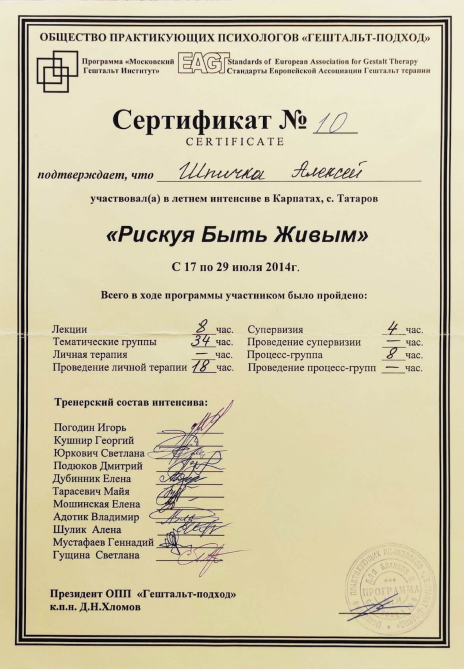 ОБЩЕСТВО ПРАКТИКУЮЩИХ ПСИХОЛОГОВ «ГЕШТАЛЬТ-ПОДХОД»
Программа «Московский Гештальт Институт»
EAGT
Standards of European Association for Gestalt Therapy
Стандарты Европейской Ассоциации Гештальт терапии
Сертификат № 10
CERTIFICATE
подтверждает, что Шпичка Алексей
участвовал(а) в летнем интенсиве в Карпатах, с. Татаров
«Рискуя Быть Живым»
С 17 по 29 июля 2014г.
Всего в ходе программы участником было пройдено:
Лекции 8 час.
Тематические группы 34 час.
Личная терапия — час.
Проведение личной терапии 18 час.
Супервизия 4 час.
Проведение супервизии — час.
Процесс-группа 8 час.
Проведение процесс-групп — час.
Тренерский состав интенсива:
Погодин Игорь
Кушнир Георгий
Юркович Светлана
Подюков Дмитрий
Дубинник Елена
Тарасевич Майя
Мошинская Елена
Адотик Владимир
Шулик Алена
Мустафаев Геннадий
Гущина Светлана
Президент ОПП «Гештальт-подход»
к.п.н. Д.Н.Хломов
ПРОГРАММА